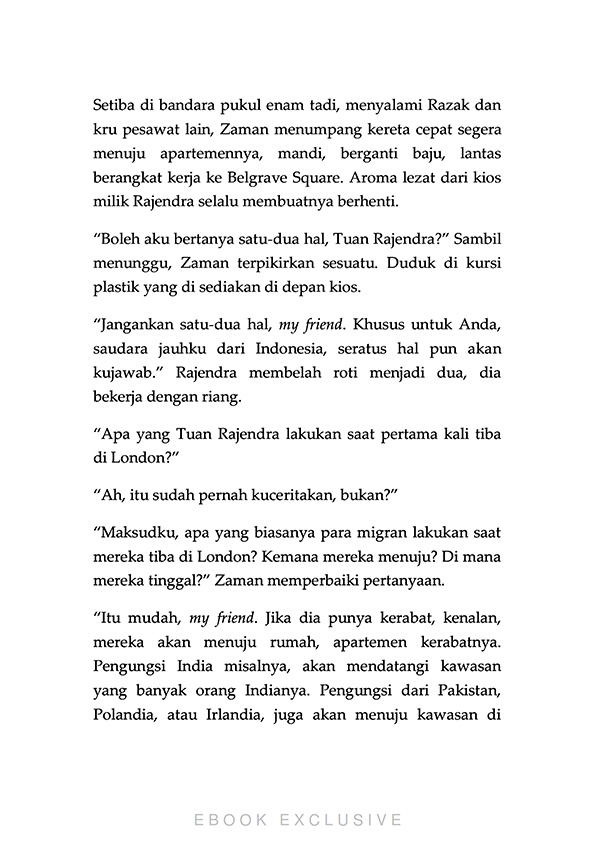 Setiba di bandara pukul enam tadi, menyalami Razak dan
kru pesawat lain, Zaman menumpang kereta cepat segera
menuju apartemennya, mandi, berganti baju, lantas
berangkat kerja ke Belgrave Square. Aroma lezat dari kios
milik Rajendra selalu membuatnya berhenti.
“Boleh aku bertanya satu-dua hal, Tuan Rajendra?” Sambil
menunggu, Zaman terpikirkan sesuatu. Duduk di kursi
plastik yang di sediakan di depan kios.
“Jangankan satu-dua hal, my friend. Khusus untuk Anda,
saudara jauhku dari Indonesia, seratus hal pun akan
kujawab.” Rajendra membelah roti menjadi dua, dia
bekerja dengan riang.
“Apa yang Tuan Rajendra lakukan saat pertama kali tiba
di London?”
“Ah, itu sudah pernah kuceritakan, bukan?”
“Maksudku, apa yang biasanya para migran lakukan saat
mereka tiba di London? Kemana mereka menuju? Di mana
mereka tinggal?” Zaman memperbaiki pertanyaan.
“Itu mudah, my friend. Jika dia punya kerabat, kenalan,
mereka akan menuju rumah, apartemen kerabatnya.
Pengungsi India misalnya, akan mendatangi kawasan
yang banyak orang Indianya. Pengungsi dari Pakistan,
Polandia, atau Irlandia, juga akan menuju kawasan di
EBOOK EXCLUSIVE